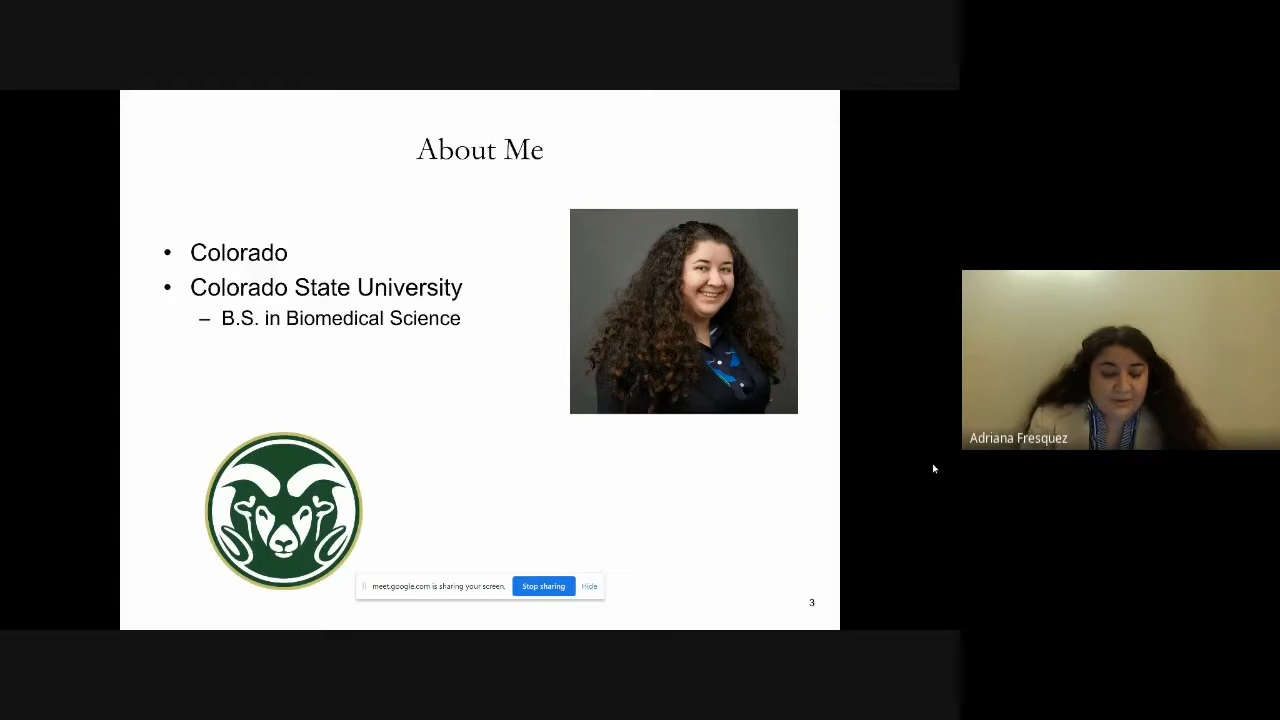 About Me
• Colorado
• Colorado State University
– B.S. in Biomedical Science
Adriana Fresquez
meet.google.com is sharing your screen.
Stop sharing
Hide
3